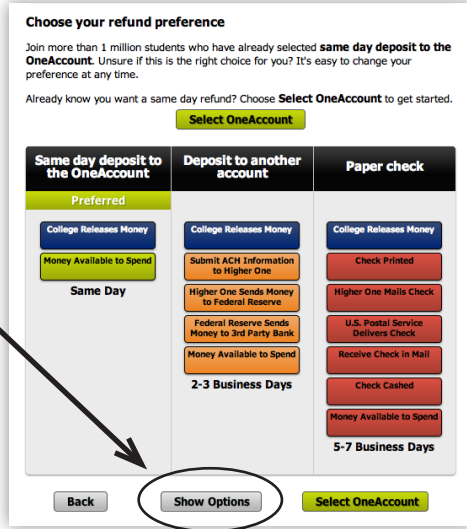 Choose your refund preference
Join more than 1 million students who have already selected same day deposit to the
OneAccount. Unsure if this is the right choice for you? It's easy to change your
preference at any time.
Already know you want a same day refund? Choose Select OneAccount to get started.
Select OneAccount
Same day deposit to
the OneAccount
Preferred
College Releases Money
Money Available to Spend
Same Day
Deposit to another
account
College Releases Money
Submit ACH Information
to Higher One
Higher One Sends Money
to Federal Reserve
Federal Reserve Sends
Money to 3rd Party Bank
Money Available to Spend
2-3 Business Days
Paper check
College Releases Money
Check Printed
Higher One Mails Check
U.S. Postal Service
Delivers Check
Receive Check in Mail
Check Cashed
Money Available to Spend
5-7 Business Days
Back
Show Options
Select OneAccount